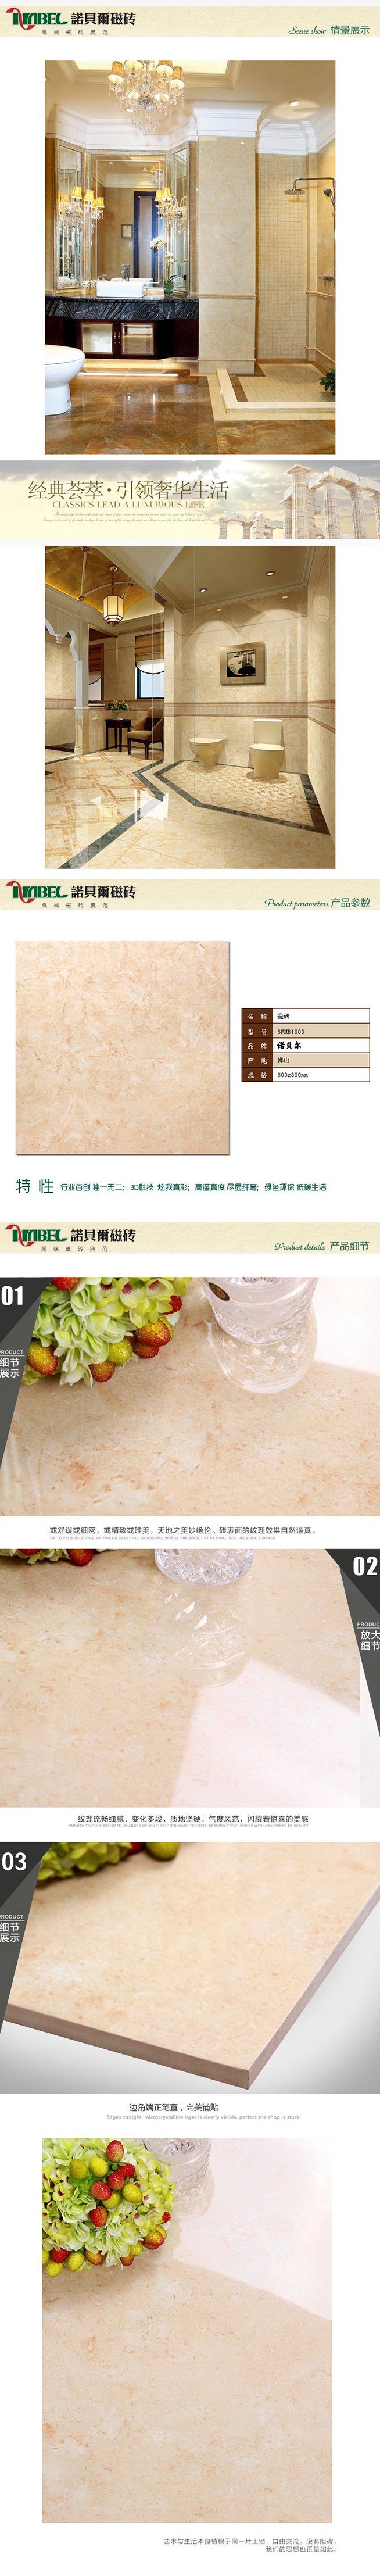 NABEL 諾貝爾磁砖
高端磁砖典范
Scene show 情景展示
经典荟萃·引领奢华生活
CLASSICS LEAD A LUXURIOUS LIFE
NABEL 諾貝爾磁砖
高端磁砖典范
Product parameters 产品参数
名 称 瓷砖
型 号
品 牌 诺贝尔
产 地 佛山
规 格 800x800mm
特 性 行业首创 独一无二; 3D科技 炫我真彩; 高逼真度 尽显纤毫; 绿色环保 低碳生活
NABEL 諾貝爾磁砖
高端磁砖典范
Product details 产品细节
01
PRODUCT
细节
展示
或舒缓或细密，或精致或唯美，天地之美妙绝伦。砖表面的纹理效果自然逼真。
02
PRODUC
放大
细节
纹理流畅细腻、变化多段，质地坚硬，气度风范，闪耀着惊喜的美感
03
PRODUCT
细节
展示
边角端正笔直，完美铺贴
Edges straight, microcrystalline layer is clearly visible, perfect the shop is stuck
艺术与生活本身植根于同一片土地，自由交流，没有阻碍。
我们的思想也正是如此。